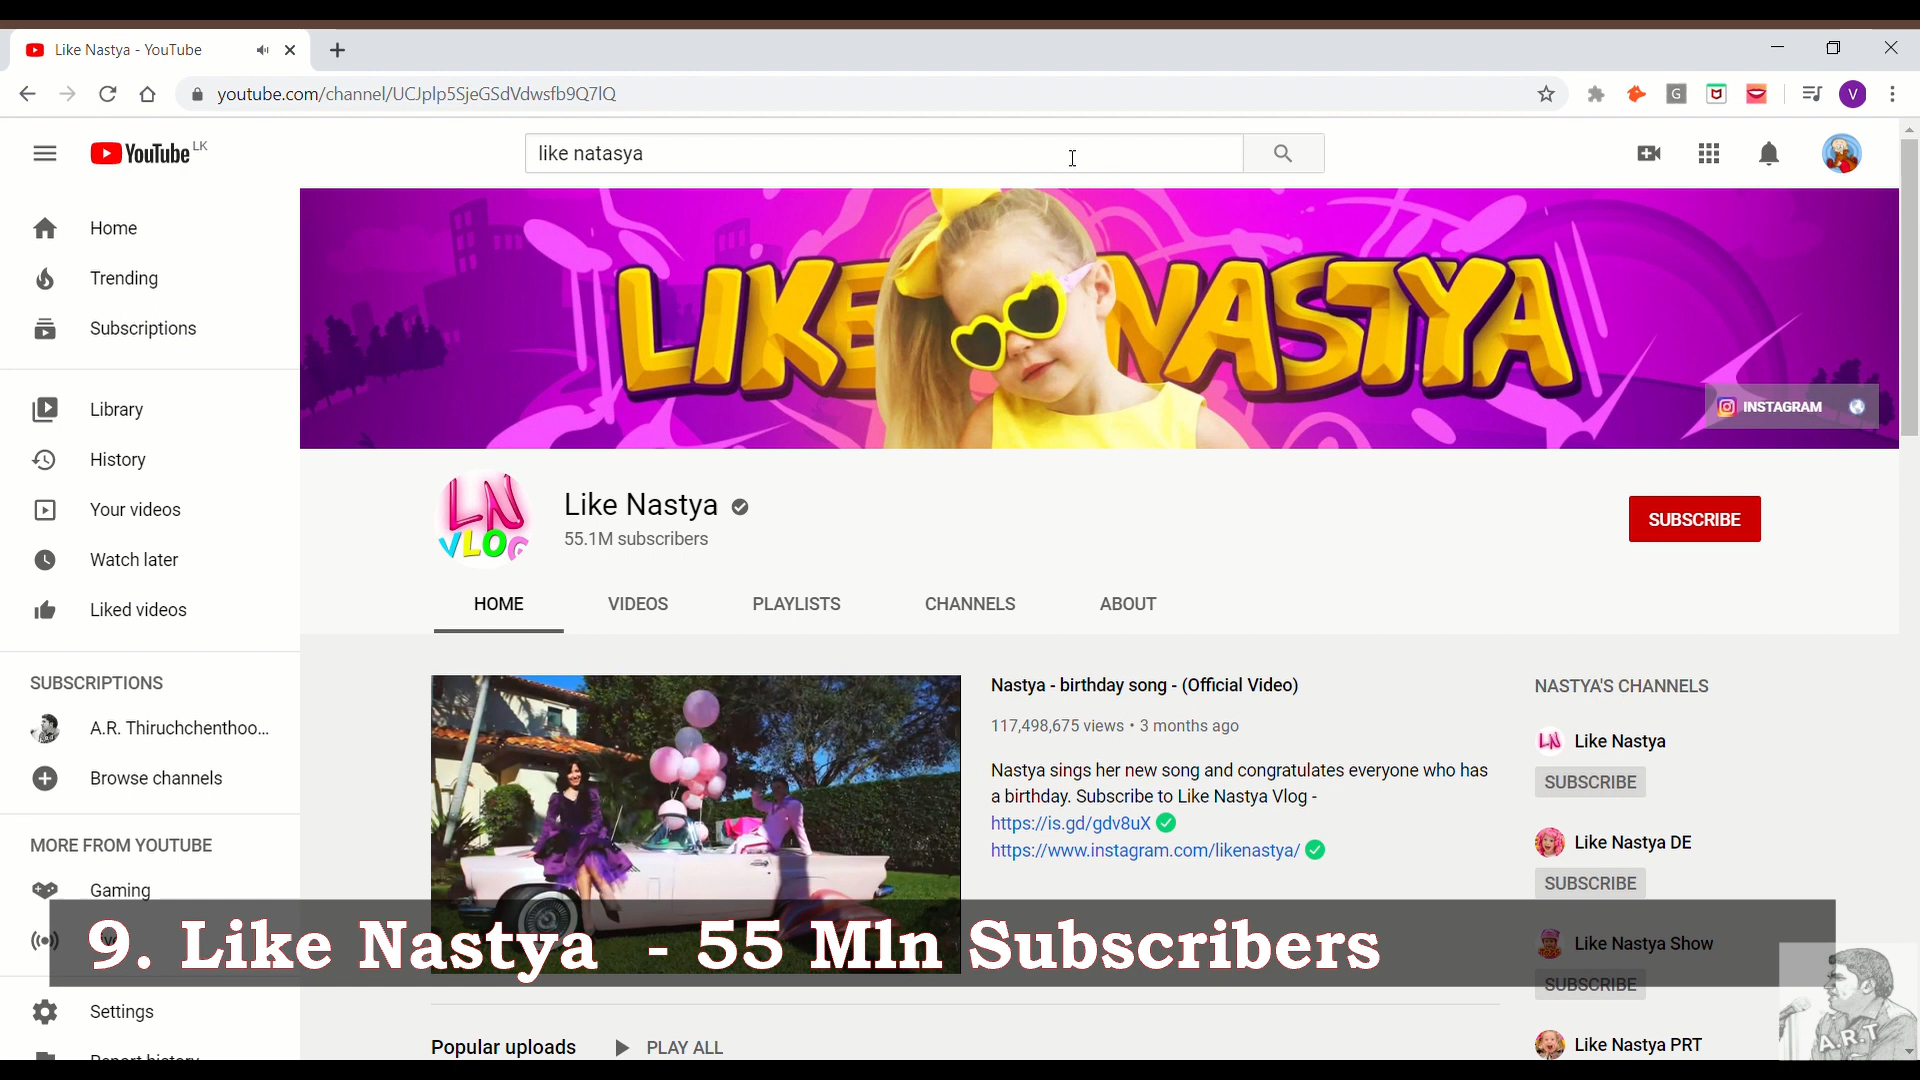 Like Nastya - YouTube
youtube.com/channel/UCJplp5SjeGSdVdwsfb9Q7lQ
YouTube LK
like natasya
Home
Trending
Subscriptions
Library
History
Your videos
Watch later
Liked videos
SUBSCRIPTIONS
A.R. Thiruchchenthoo...
Browse channels
MORE FROM YOUTUBE
Gaming
Settings
Report history
LIKE NASTYA
INSTAGRAM
LN
VLOG
Like Nastya
55.1M subscribers
SUBSCRIBE
HOME VIDEOS PLAYLISTS CHANNELS ABOUT
Nastya - birthday song - (Official Video)
117,498,675 views • 3 months ago
Nastya sings her new song and congratulates everyone who has
a birthday. Subscribe to Like Nastya Vlog -
https://is.gd/gdv8uX
https://www.instagram.com/likenastya/
NASTYA'S CHANNELS
LN Like Nastya
SUBSCRIBE
Like Nastya DE
SUBSCRIBE
Like Nastya Show
SUBSCRIBE
Like Nastya PRT
9. Like Nastya - 55 Mln Subscribers
Popular uploads PLAY ALL
A.R.T
V
G